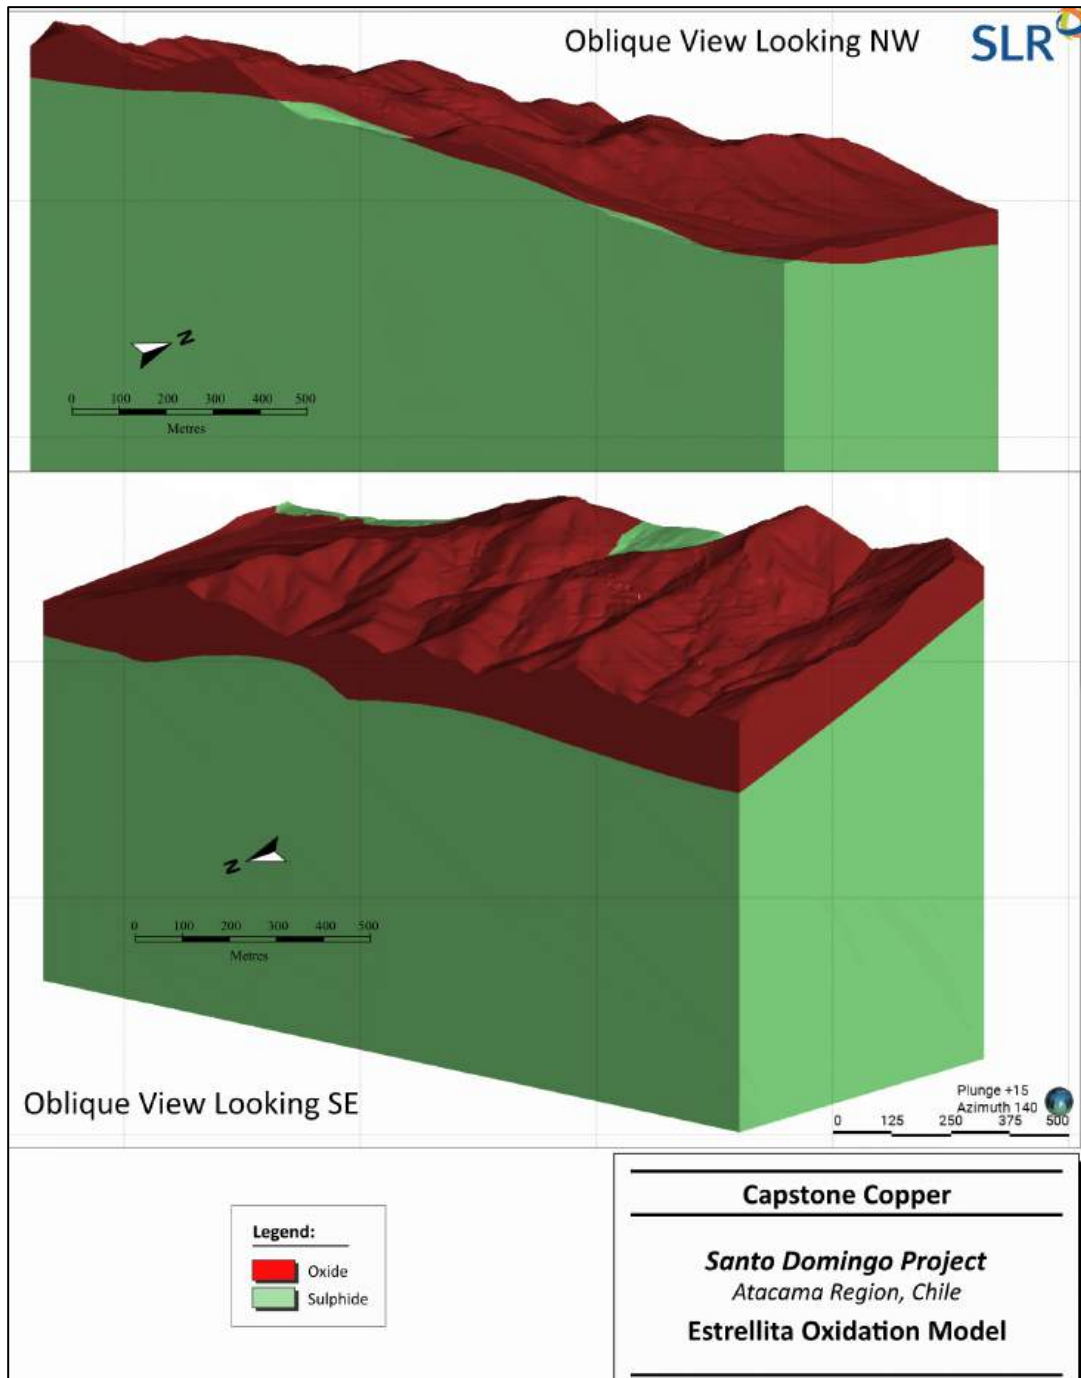 Oblique View Looking NW
SLR
N
0 100 200 300 400 500
Metres
N
0 100 200 300 400 500
Metres
Oblique View Looking SE
Plunge +15
Azimuth 140
0 125 250 375 500
Legend:
Oxide
Sulphide
Capstone Copper
Santo Domingo Project
Atacama Region, Chile
Estrellita Oxidation Model